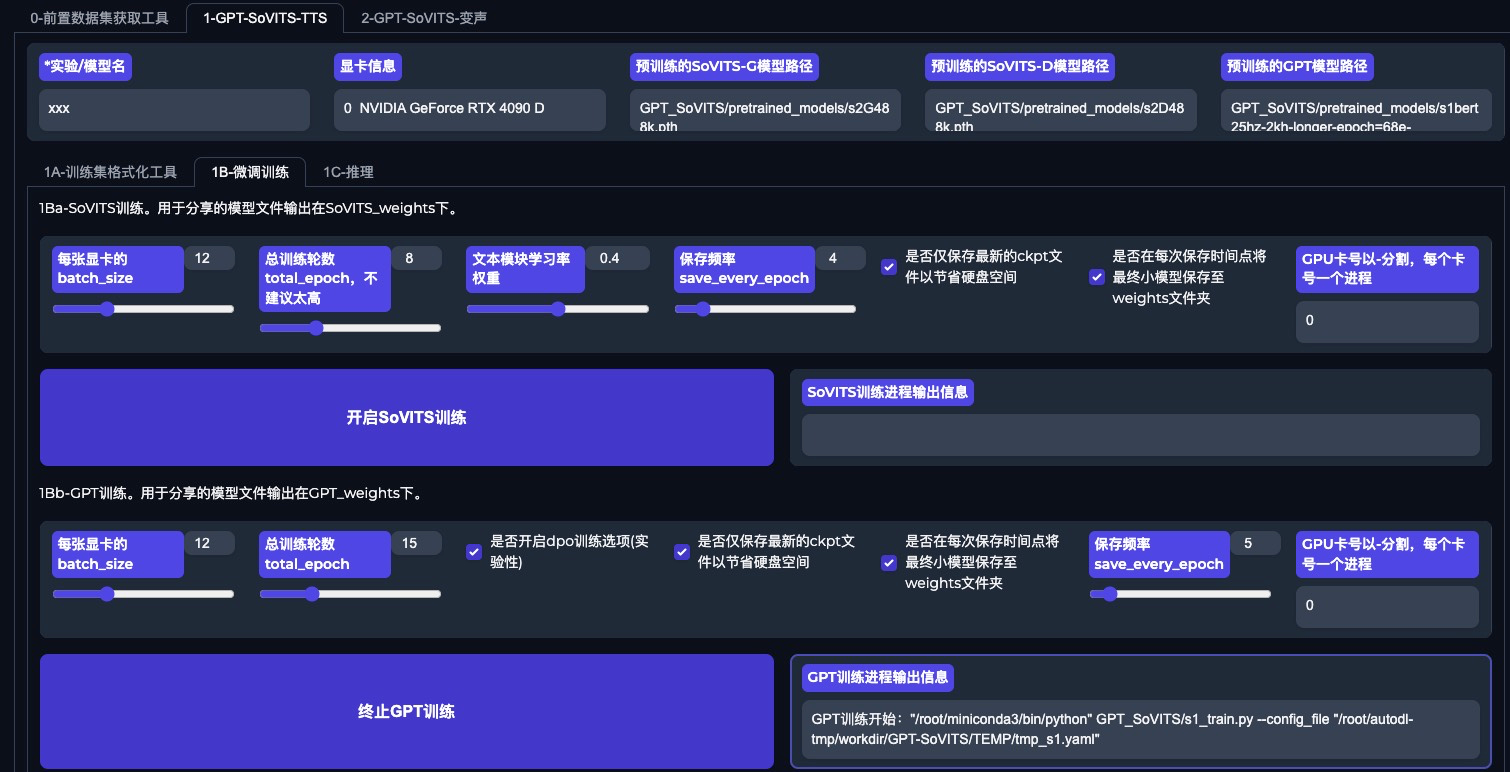 0-前置数据集获取工具
1-GPT-SoVITS-TTS
2-GPT-SoVITS-变声
*实验/模型名
显卡信息
预训练的SoVITS-G模型路径
预训练的SoVITS-D模型路径
预训练的GPT模型路径
xxx
0 NVIDIA GeForce RTX 4090 D
GPT_SoVITS/pretrained_models/s2G48
8k.pth
GPT_SoVITS/pretrained_models/s2D48
8k.pth
GPT_SoVITS/pretrained_models/s1bert
25hz-2kh-longer-epoch=68e-
1A-训练集格式化工具
1B-微调训练
1C-推理
1Ba-SoVITS训练。用于分享的模型文件输出在SoVITS_weights下。
每张显卡的
batch_size
12
总训练轮数
total_epoch，不
建议太高
8
文本模块学习率
权重
0.4
保存频率
save_every_epoch
4
是否仅保存最新的ckpt文
件以节省硬盘空间
是否在每次保存时间点将
最终小模型保存至
weights文件夹
GPU卡号以-分割，每个卡
号一个进程
0
开启SoVITS训练
SoVITS训练进程输出信息
1Bb-GPT训练。用于分享的模型文件输出在GPT_weights下。
每张显卡的
batch_size
12
总训练轮数
total_epoch
15
是否开启dpo训练选项(实
验性)
是否仅保存最新的ckpt文
件以节省硬盘空间
是否在每次保存时间点将
最终小模型保存至
weights文件夹
保存频率
save_every_epoch
5
GPU卡号以-分割，每个卡
号一个进程
0
终止GPT训练
GPT训练进程输出信息
GPT训练开始："/root/miniconda3/bin/python" GPT_SoVITS/s1_train.py --config_file "/root/autodl-
tmp/workdir/GPT-SoVITS/TEMP/tmp_s1.yaml"